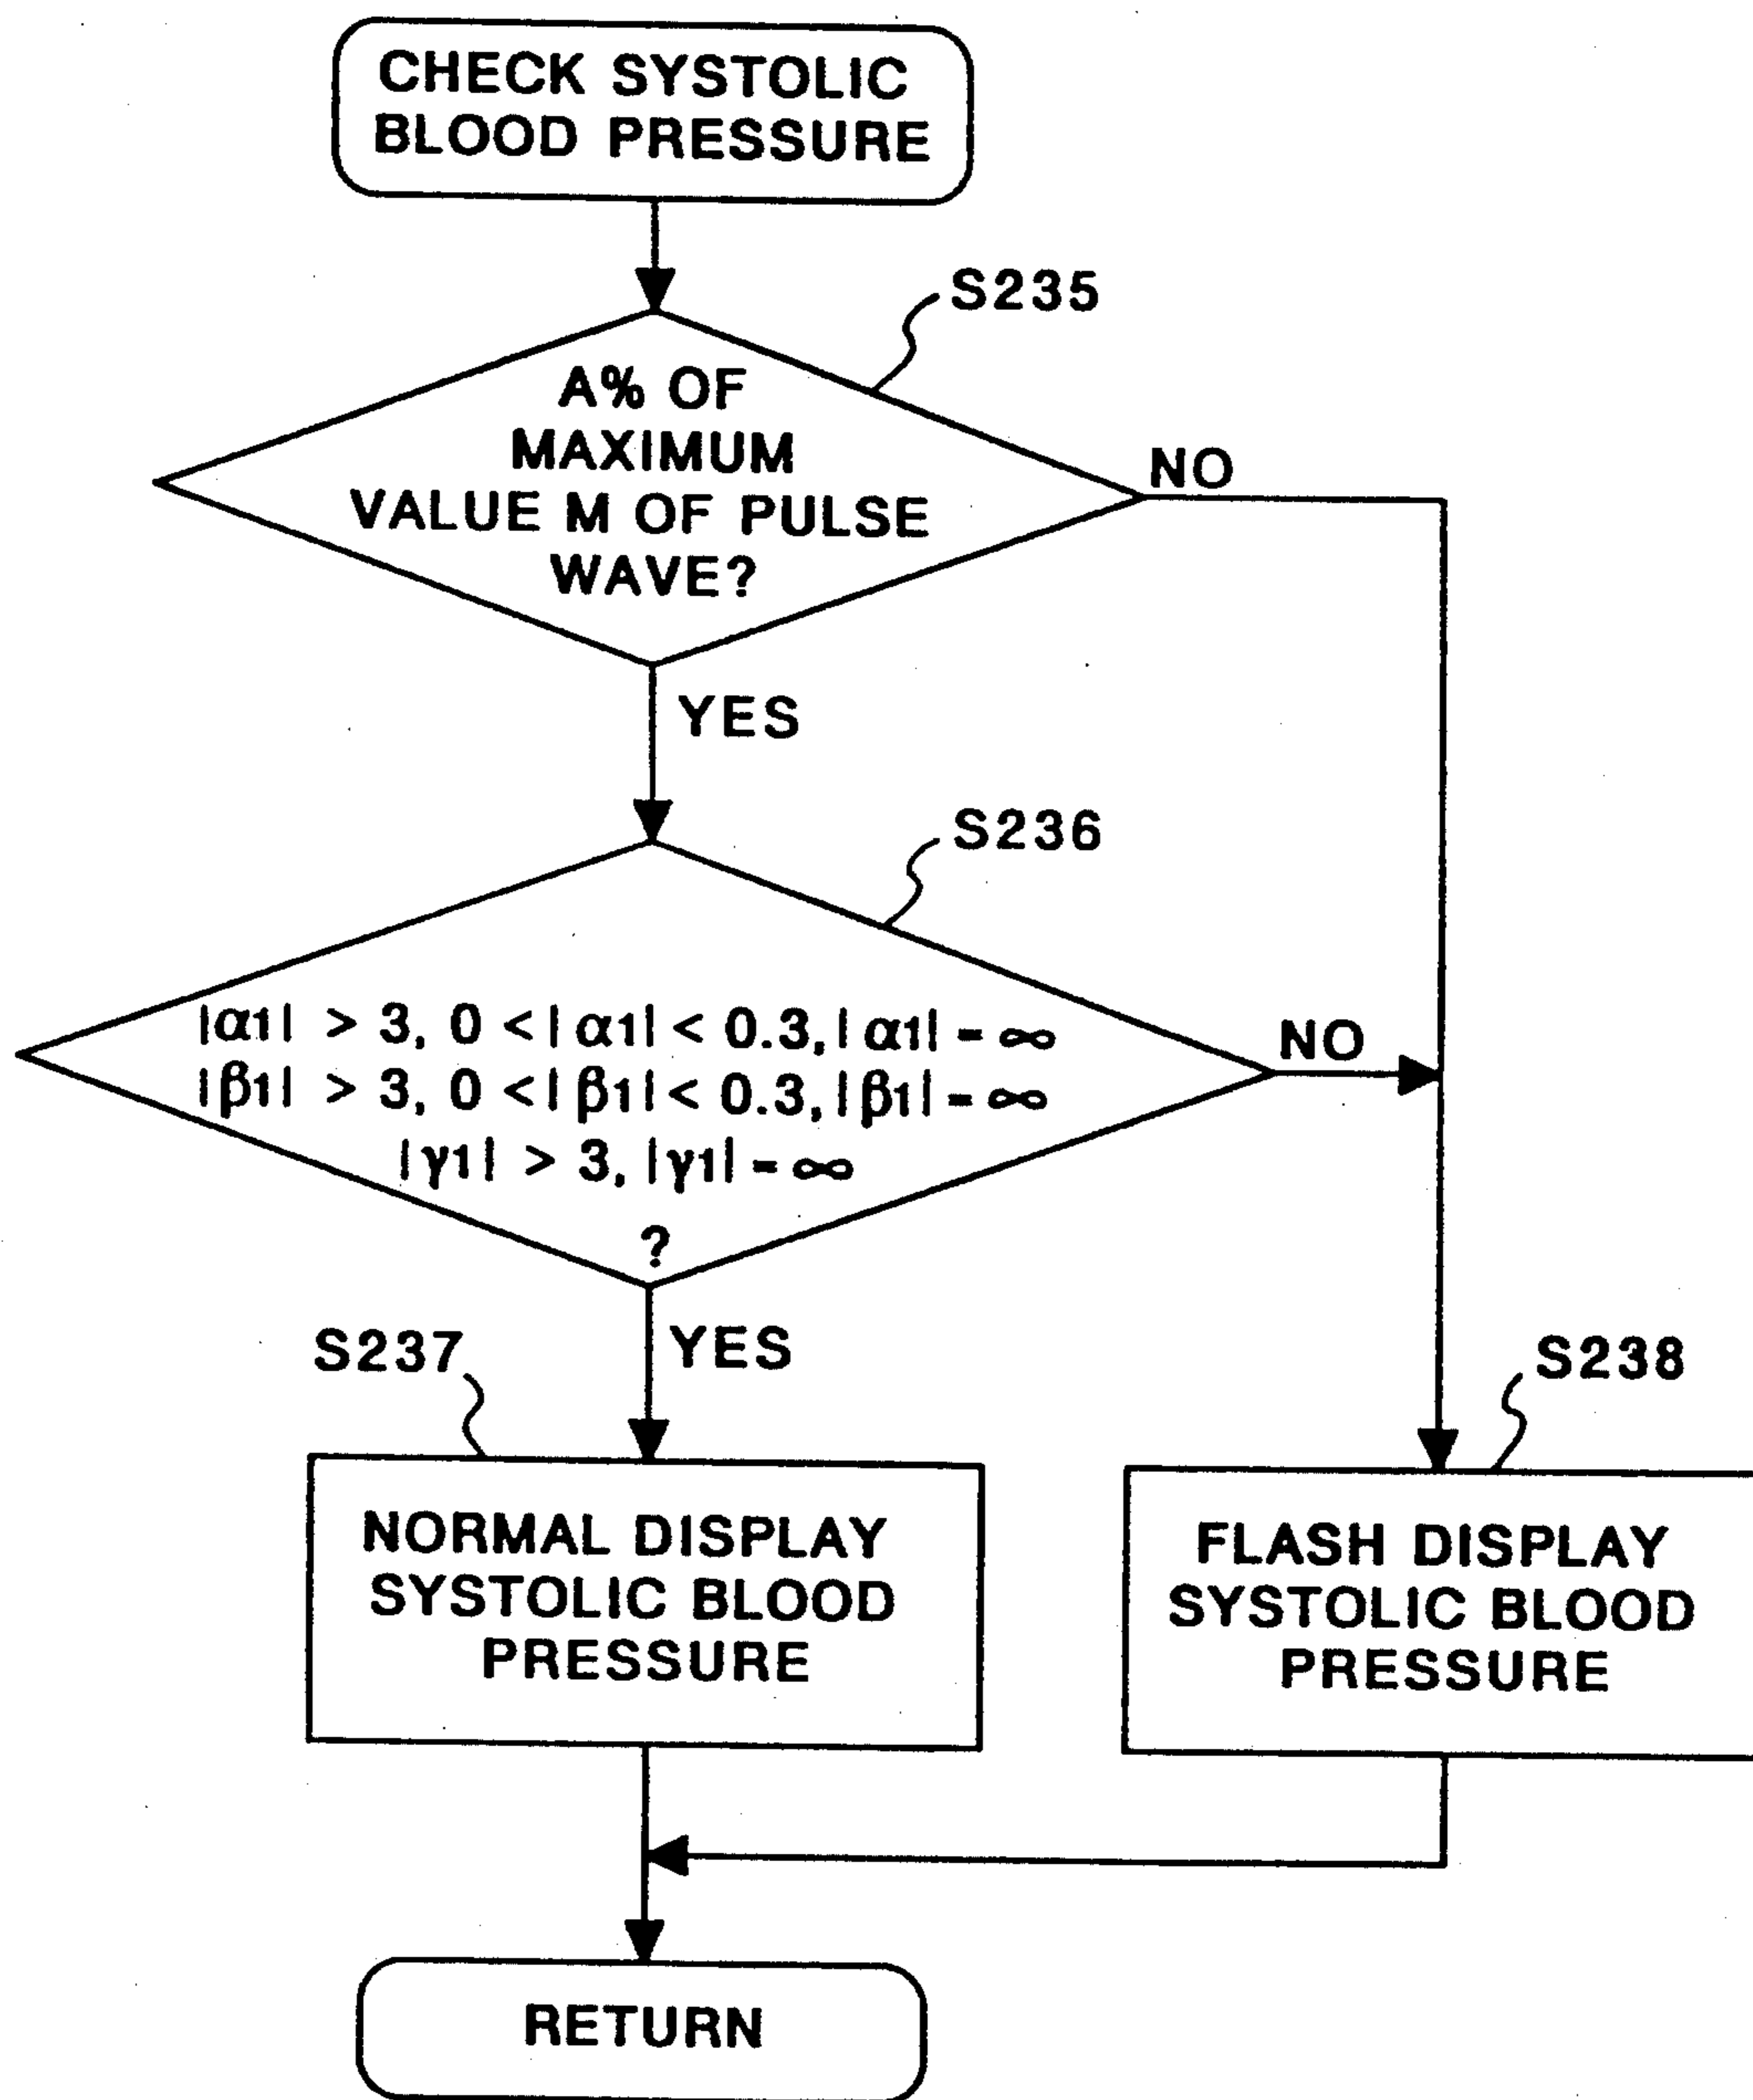 CHECK SYSTOLIC
BLOOD PRESSURE
S235
A% OF
MAXIMUM
VALUE M OF PULSE
WAVE?
NO
YES
S236
|α1| > 3, 0 <| α1| < 0.3, | α1| = ∞
|β1| > 3, 0 <| β1| < 0.3, |β1| = ∞
|γ1| > 3, |γ1| = ∞
?
NO
YES
S237
S238
NORMAL DISPLAY
SYSTOLIC BLOOD
PRESSURE
FLASH DISPLAY
SYSTOLIC BLOOD
PRESSURE
RETURN